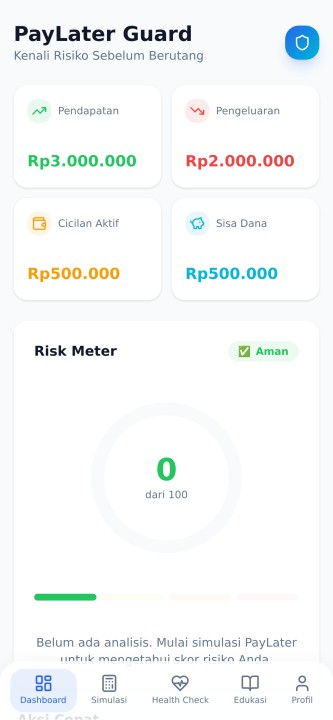 PayLater Guard
Kenali Risiko Sebelum Berutang
Pendapatan
Rp3.000.000
Pengeluaran
Rp2.000.000
Cicilan Aktif
Rp500.000
Sisa Dana
Rp500.000
Risk Meter
✅ Aman
0
dari 100
Belum ada analisis. Mulai simulasi PayLater
untuk mengetahui skor risiko Anda.
Aksi Cepat
Dashboard
Simulasi
Health Check
Edukasi
Profil